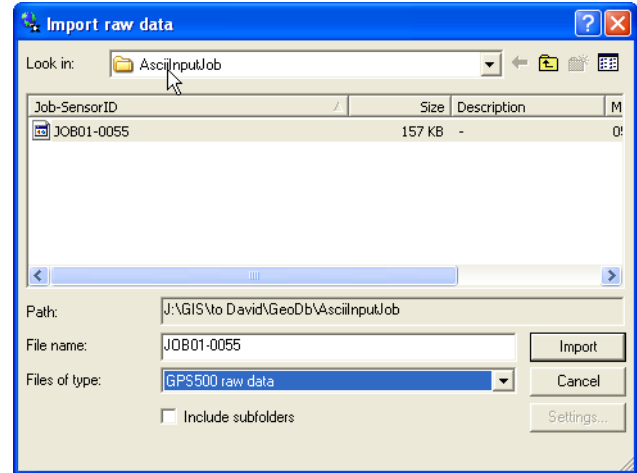 Import raw data
Look in: AsciiInputJob
Job-SensorID Size Description M
JOB01-0055 157 KB -
Path: J:\GIS\to David\GeoDb\AsciiInputJob
File name: JOB01-0055 Import
Files of type: GPS500 raw data Cancel
Include subfolders Settings...